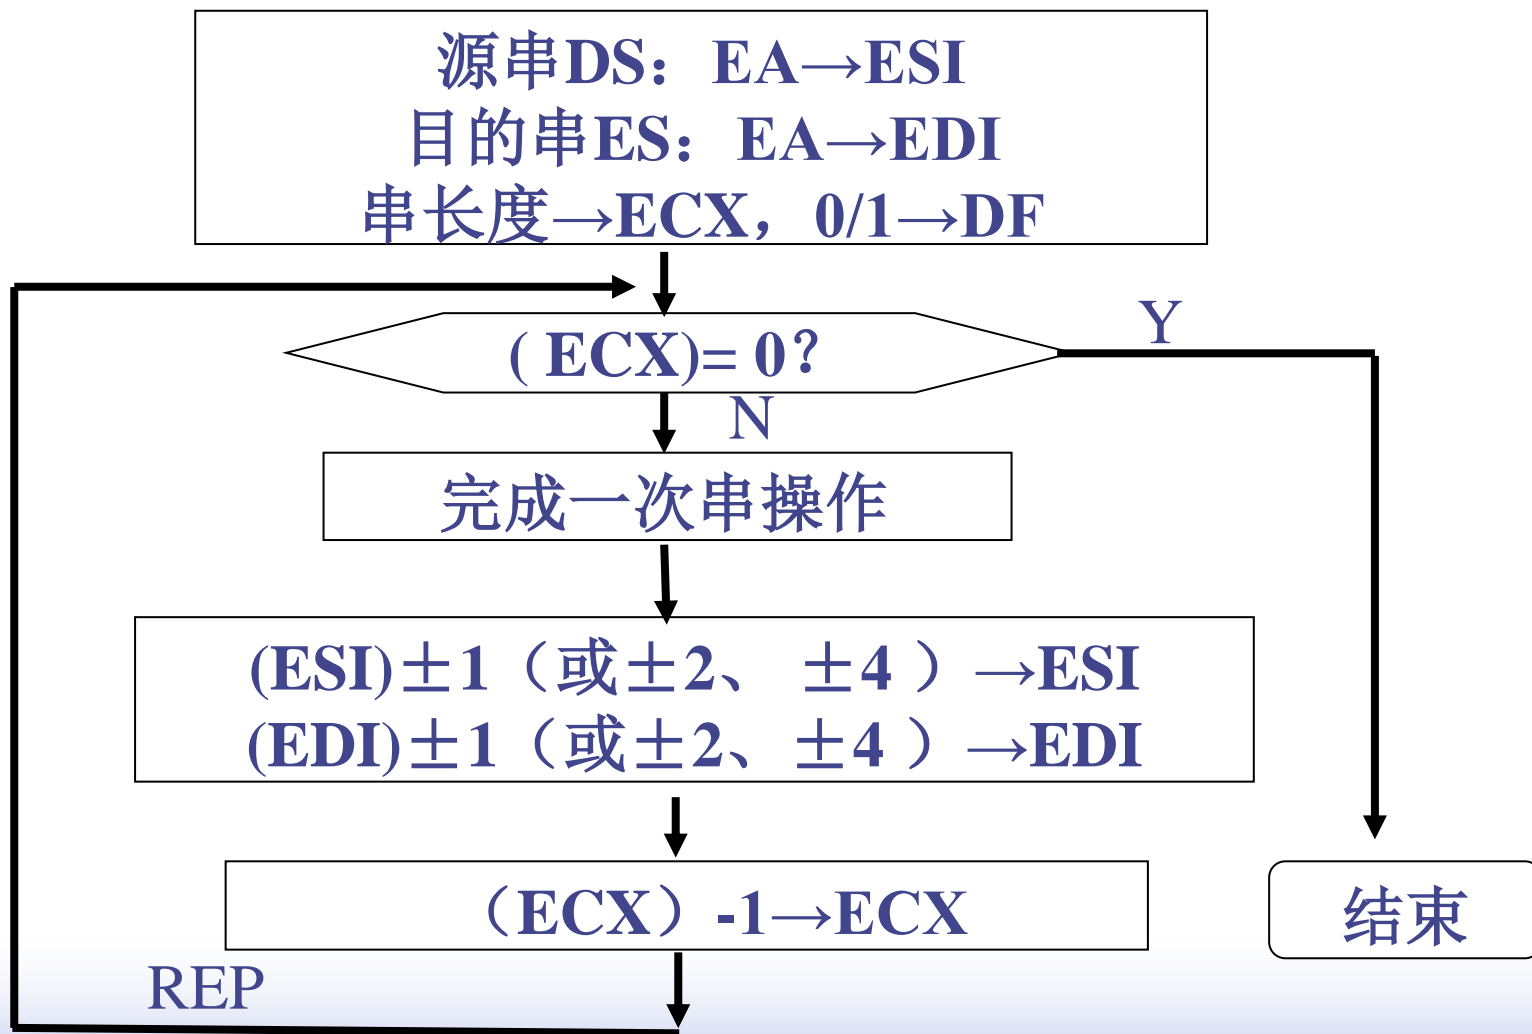 源串DS：EA→ESI
目的串ES：EA→EDI
串长度→ECX，0/1→DF
( ECX)= 0？
Y
N
完成一次串操作
(ESI)±1（或±2、 ±4 ）→ESI
(EDI)±1（或±2、±4 ）→EDI
（ECX）-1→ECX
结束
REP